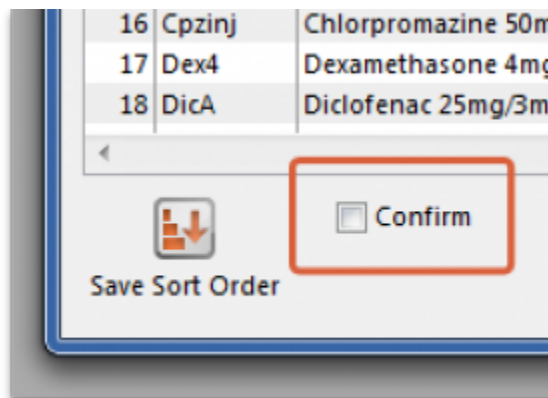 16 Cpzinj Chlorpromazine 50m
17 Dex4 Dexamethasone 4mg
18 DicA Diclofenac 25mg/3m
Confirm
Save Sort Order